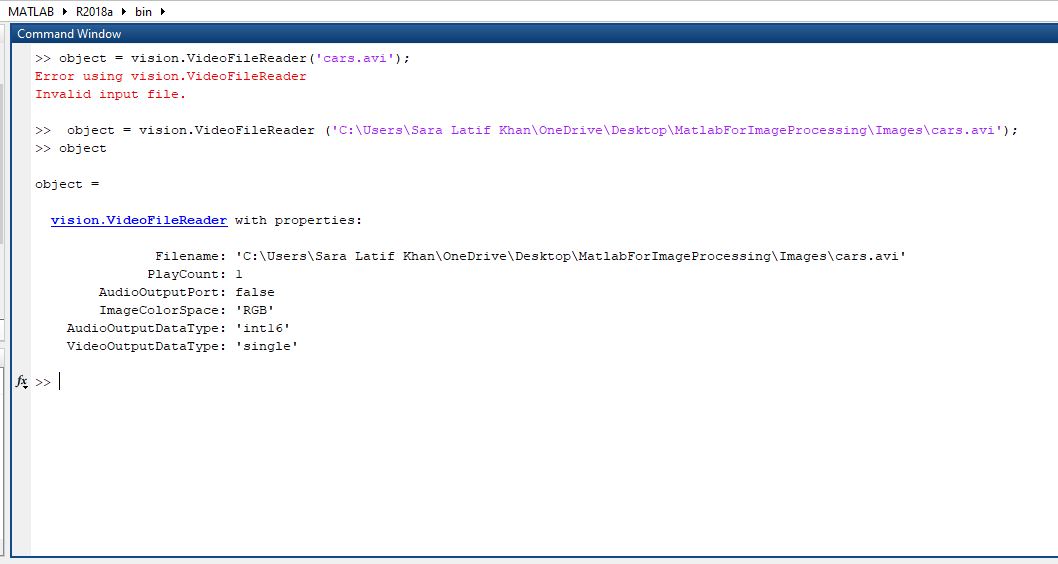 MATLAB R2018a bin
Command Window
>> object = vision.VideoFileReader('cars.avi');
Error using vision.VideoFileReader
Invalid input file.
>>  object = vision.VideoFileReader ('C:\Users\Sara Latif Khan\OneDrive\Desktop\MatlabForImageProcessing\Images\cars.avi');
>> object
object =
vision.VideoFileReader with properties:
Filename: 'C:\Users\Sara Latif Khan\OneDrive\Desktop\MatlabForImageProcessing\Images\cars.avi'
PlayCount: 1
AudioOutputPort: false
ImageColorSpace: 'RGB'
AudioOutputDataType: 'int16'
VideoOutputDataType: 'single'
fx >>